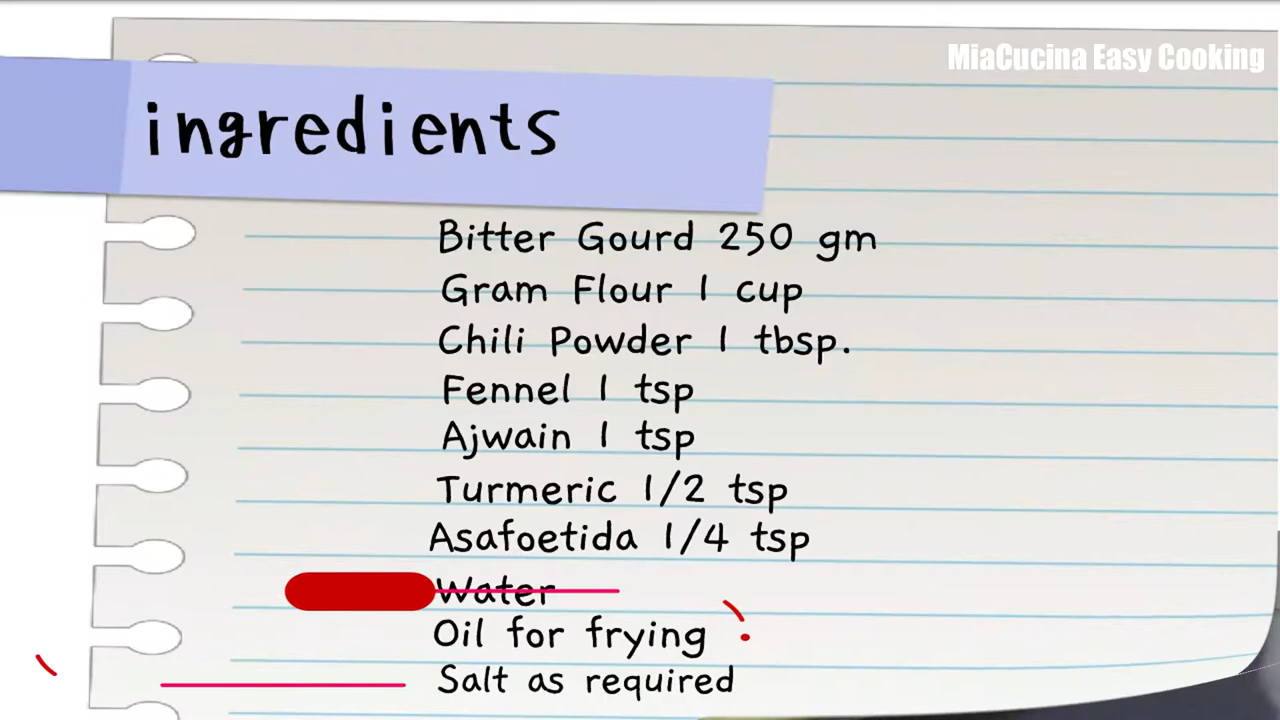 MiaCucina Easy Cooking
ingredients
Bitter Gourd 250 gm
Gram Flour 1 cup
Chili Powder 1 tbsp.
Fennel 1 tsp
Ajwain 1 tsp
Turmeric 1/2 tsp
Asafoetida 1/4 tsp
Water
Oil for frying
Salt as required